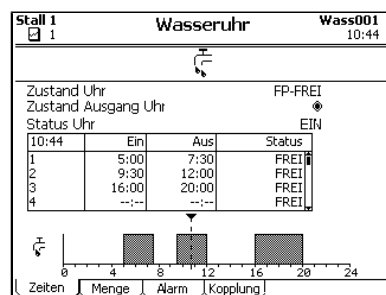 Stall 1 Wasseruhr Wass001
1 10:44
Zustand Uhr FP-FREI
Zustand Ausgang Uhr
Status Uhr EIN
10:44 Ein Aus Status
1 5:00 7:30 FREI
2 9:30 12:00 FREI
3 16:00 20:00 FREI
4 --:-- --:-- FREI
0 4 8 12 16 20 24
Zeiten Menge Alarm Kopplung